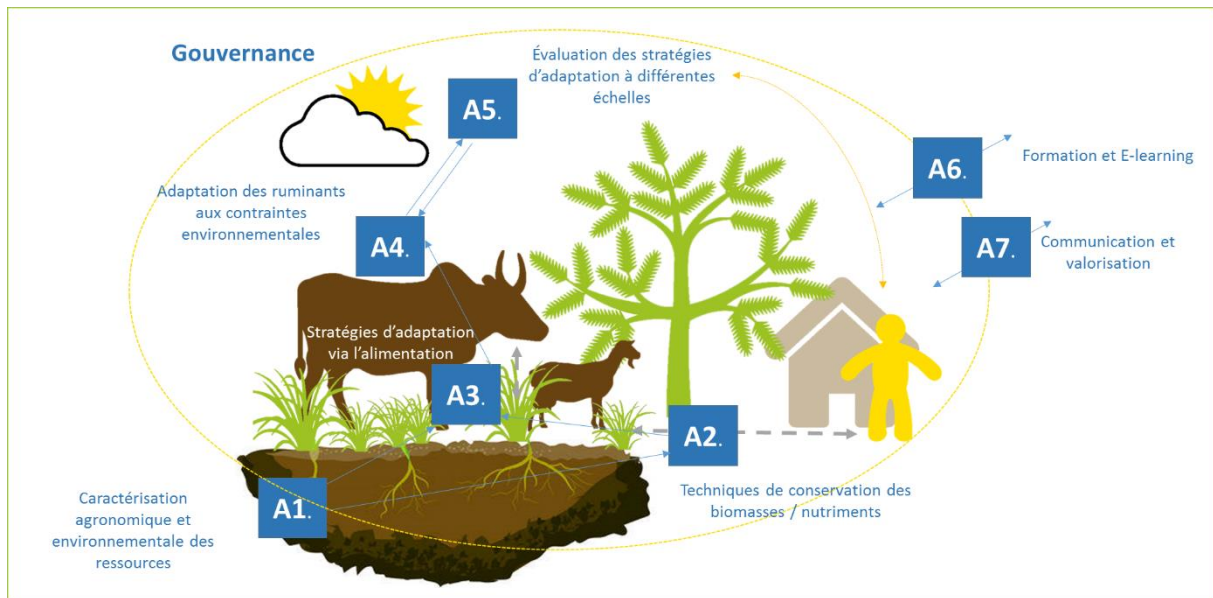 Gouvernance
Évaluation des stratégies
d’adaptation à différentes
échelles
A5.
A6.
Formation et E-learning
Adaptation des ruminants
aux contraintes
environnementales
A4.
A7.
Communication et
valorisation
Stratégies d’adaptation
via l’alimentation
A3.
A2.
Techniques de conservation des
biomasses / nutriments
Caractérisation
agronomique et
environnementale des
ressources
A1.